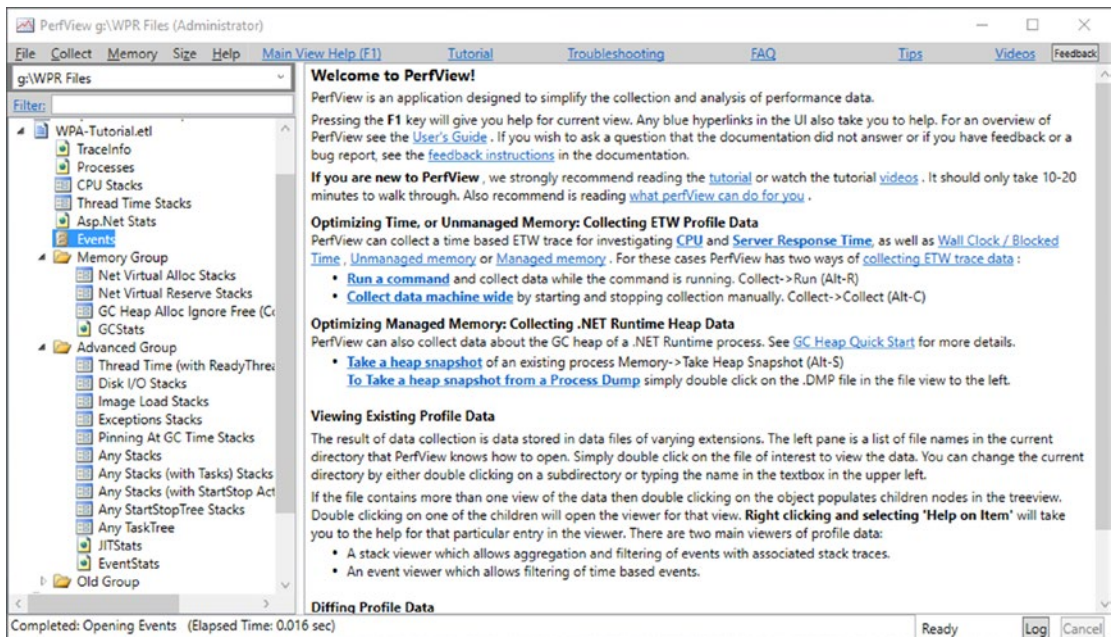 PerfView g:\WPR Files (Administrator)
File Collect Memory Size Help Main View Help (F1) Tutorial Troubleshooting FAQ Tips Videos Feedback
g:\WPR Files
Filter:
WPA-Tutorial.etl
TraceInfo
Processes
CPU Stacks
Thread Time Stacks
Asp.Net Stats
Events
Memory Group
Net Virtual Alloc Stacks
Net Virtual Reserve Stacks
GC Heap Alloc Ignore Free (Co
GCStats
Advanced Group
Thread Time (with ReadyThrea
Disk I/O Stacks
Image Load Stacks
Exceptions Stacks
Pinning At GC Time Stacks
Any Stacks
Any Stacks (with Tasks) Stacks
Any Stacks (with StartStop Act
Any StartStopTree Stacks
Any TaskTree
JITStats
EventStats
Old Group
Welcome to PerfView!
PerfView is an application designed to simplify the collection and analysis of performance data.
Pressing the F1 key will give you help for current view. Any blue hyperlinks in the UI also take you to help. For an overview of
PerfView see the User's Guide . If you wish to ask a question that the documentation did not answer or if you have feedback or a
bug report, see the feedback instructions in the documentation.
If you are new to PerfView , we strongly recommend reading the tutorial or watch the tutorial videos . It should only take 10-20
minutes to walk through. Also recommend is reading what perfView can do for you .
Optimizing Time, or Unmanaged Memory: Collecting ETW Profile Data
PerfView can collect a time based ETW trace for investigating CPU and Server Response Time, as well as Wall Clock / Blocked
Time , Unmanaged memory or Managed memory . For these cases PerfView has two ways of collecting ETW trace data :
• Run a command and collect data while the command is running. Collect->Run (Alt-R)
• Collect data machine wide by starting and stopping collection manually. Collect->Collect (Alt-C)
Optimizing Managed Memory: Collecting .NET Runtime Heap Data
PerfView can also collect data about the GC heap of a .NET Runtime process. See GC Heap Quick Start for more details.
• Take a heap snapshot of an existing process Memory->Take Heap Snapshot (Alt-S)
To Take a heap snapshot from a Process Dump simply double click on the .DMP file in the file view to the left.
Viewing Existing Profile Data
The result of data collection is data stored in data files of varying extensions. The left pane is a list of file names in the current
directory that PerfView knows how to open. Simply double click on the file of interest to view the data. You can change the current
directory by either double clicking on a subdirectory or typing the name in the textbox in the upper left.
If the file contains more than one view of the data then double clicking on the object populates children nodes in the treeview.
Double clicking on one of the children will open the viewer for that view. Right clicking and selecting 'Help on Item' will take
you to the help for that particular entry in the viewer. There are two main viewers of profile data:
• A stack viewer which allows aggregation and filtering of events with associated stack traces.
• An event viewer which allows filtering of time based events.
Diffing Profile Data
Completed: Opening Events (Elapsed Time: 0.016 sec) Ready Log Cancel